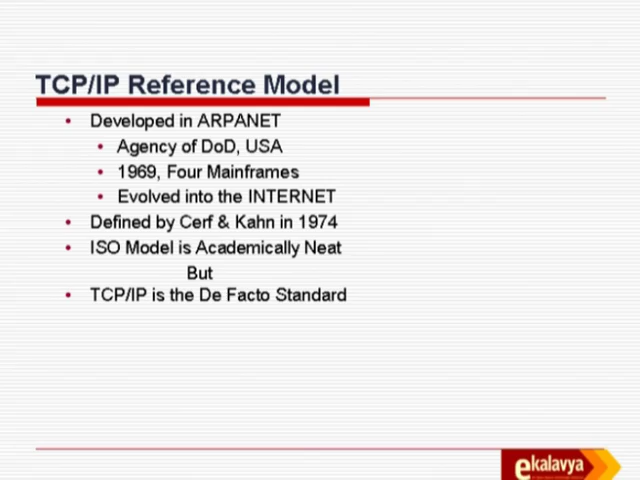 TCP/IP Reference Model
• Developed in ARPANET
• Agency of DoD, USA
• 1969, Four Mainframes
• Evolved into the INTERNET
• Defined by Cerf & Kahn in 1974
• ISO Model is Academically Neat
But
• TCP/IP is the De Facto Standard
ekalavya